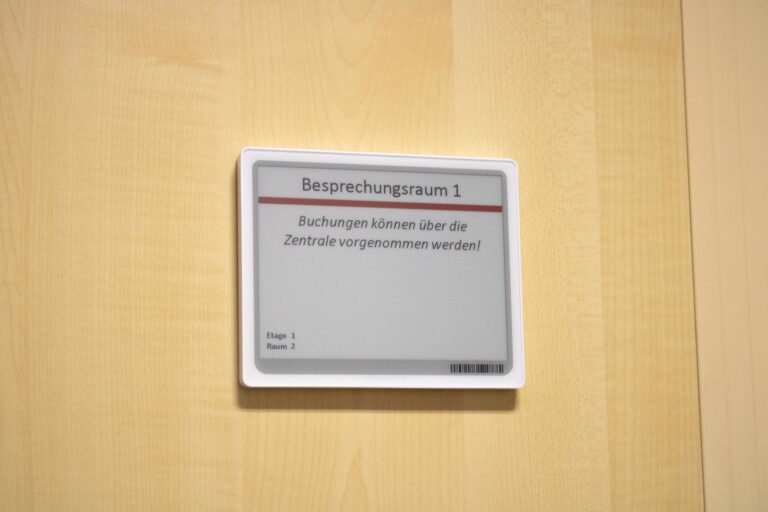 Besprechungsraum 1
Buchungen können über die
Zentrale vorgenommen werden!
Etage 1
Raum 2